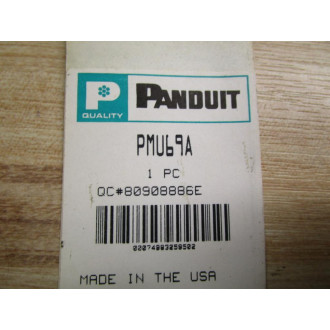 P PANDUIT
QUALITY
PMU69A
1 PC
QC#80908886E
MADE IN THE USA